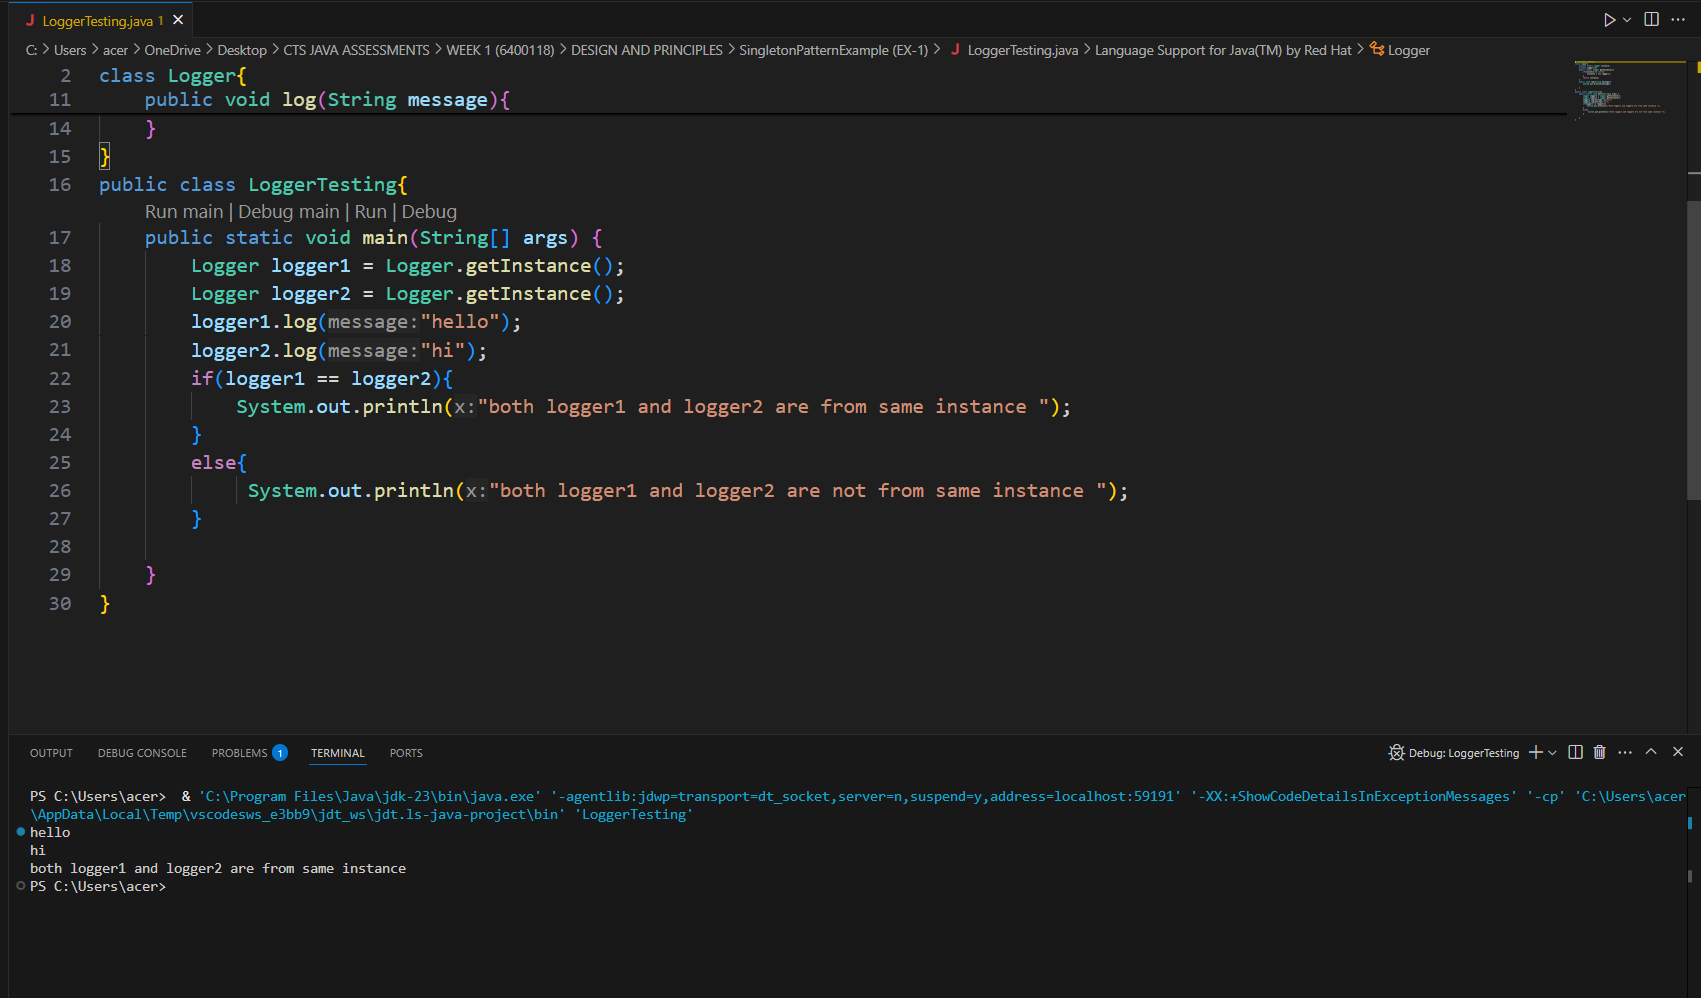 LoggerTesting.java 1
C: > Users > acer > OneDrive > Desktop > CTS JAVA ASSESSMENTS > WEEK 1 (6400118) > DESIGN AND PRINCIPLES > SingletonPatternExample (EX-1) > J LoggerTesting.java > Language Support for Java(TM) by Red Hat > Logger
2 class Logger{
11 public void log(String message){
14 }
15 }
16 public class LoggerTesting{
Run main | Debug main | Run | Debug
17 public static void main(String[] args) {
18 Logger logger1 = Logger.getInstance();
19 Logger logger2 = Logger.getInstance();
20 logger1.log(message:"hello");
21 logger2.log(message:"hi");
22 if(logger1 == logger2){
23 System.out.println(x:"both logger1 and logger2 are from same instance ");
24 }
25 else{
26 System.out.println(x:"both logger1 and logger2 are not from same instance ");
27 }
28
29 }
30 }
OUTPUT DEBUG CONSOLE PROBLEMS 1 TERMINAL PORTS Debug: LoggerTesting
PS C:\Users\acer>  & 'C:\Program Files\Java\jdk-23\bin\java.exe' '-agentlib:jdwp=transport=dt_socket,server=n,suspend=y,address=localhost:59191' '-XX:+ShowCodeDetailsInExceptionMessages' '-cp' 'C:\Users\acer
\AppData\Local\Temp\vscodesws_e3bb9\jdt_ws\jdt.ls-java-project\bin' 'LoggerTesting'
hello
hi
both logger1 and logger2 are from same instance
PS C:\Users\acer>